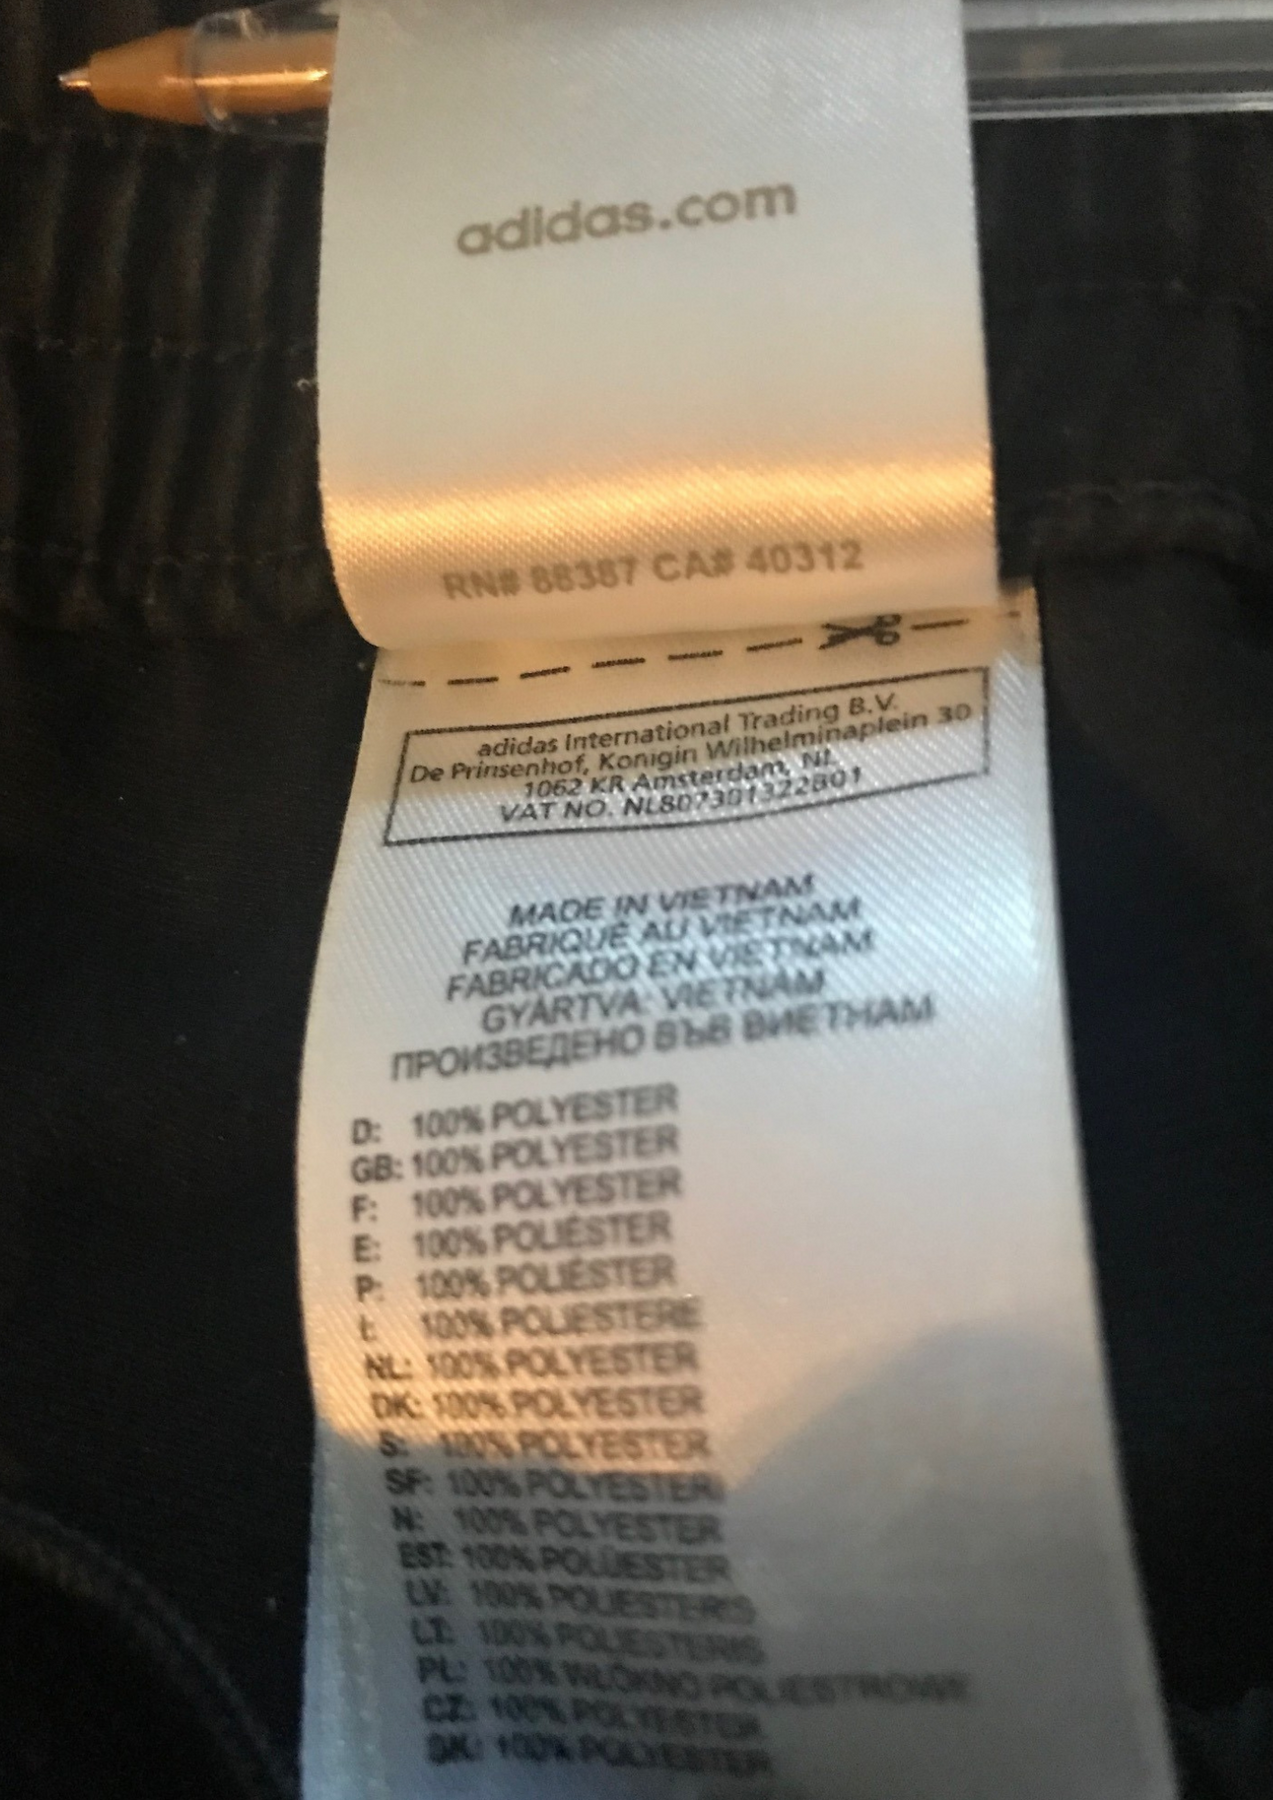 adidas.com
RN# 88387 CA# 40312
adidas International Trading B.V.
De Prinsenhof, Konigin Wilhelminaplein 30
1062 KR Amsterdam, NL
VAT NO. NL807301322B01
MADE IN VIETNAM
FABRIQUÉ AU VIETNAM
FABRICADO EN VIETNAM
GYÁRTVA: VIETNÁM
ПРОИЗВЕДЕНО ВЪВ ВИЕТНАМ
D: 100% POLYESTER
GB: 100% POLYESTER
F: 100% POLYESTER
E: 100% POLIÉSTER
P: 100% POLIÉSTER
I: 100% POLIESTERE
NL: 100% POLYESTER
DK: 100% POLYESTER
S: 100% POLYESTER
SF: 100% POLYESTERI
N: 100% POLYESTER
EST: 100% POLÜESTER
LV: 100% POLIESTERIS
LT: 100% POLIESTERIS
PL: 100% WŁÓKNO POLIESTROWE
CZ: 100% POLYESTER
SK: 100% POLYESTER